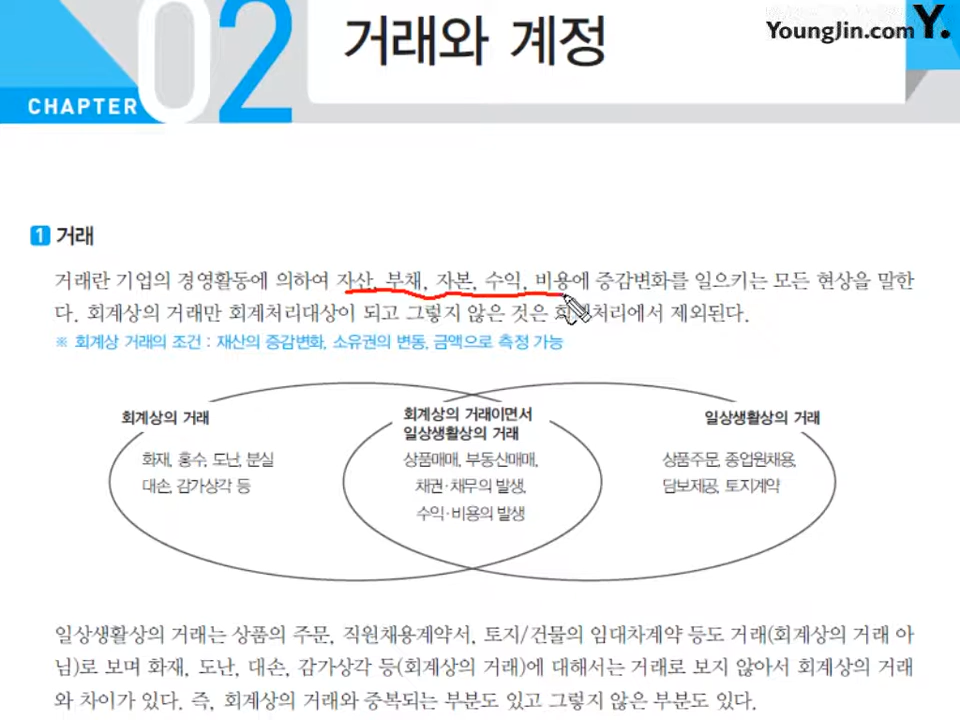 CHAPTER 02
거래와 계정
YoungJin.com Y.
1 거래
거래란 기업의 경영활동에 의하여 자산, 부채, 자본, 수익, 비용에 증감변화를 일으키는 모든 현상을 말한
다. 회계상의 거래만 회계처리대상이 되고 그렇지 않은 것은 회계처리에서 제외된다.
※ 회계상 거래의 조건 : 재산의 증감변화, 소유권의 변동, 금액으로 측정 가능
회계상의 거래
화재, 홍수, 도난, 분실
대손, 감가상각 등
회계상의 거래이면서
일상생활상의 거래
상품매매, 부동산매매,
채권·채무의 발생,
수익·비용의 발생
일상생활상의 거래
상품주문, 종업원채용,
담보제공, 토지계약
일상생활상의 거래는 상품의 주문, 직원채용계약서, 토지/건물의 임대차계약 등도 거래(회계상의 거래 아
님)로 보며 화재, 도난, 대손, 감가상각 등(회계상의 거래)에 대해서는 거래로 보지 않아서 회계상의 거래
와 차이가 있다. 즉, 회계상의 거래와 중복되는 부분도 있고 그렇지 않은 부분도 있다.